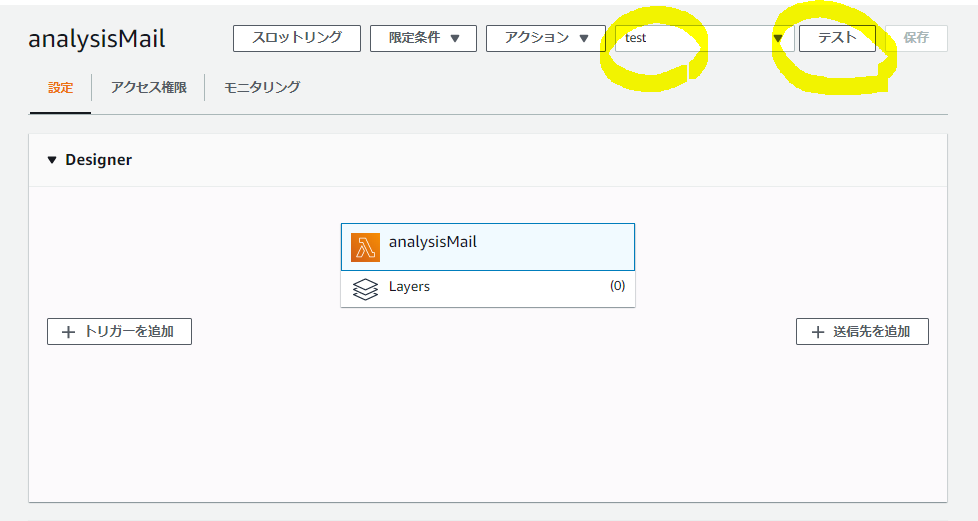 analysisMail スロットリング 限定条件 アクション test テスト 保存
設定 アクセス権限 モニタリング
Designer
analysisMail
Layers (0)
トリガーを追加 送信先を追加